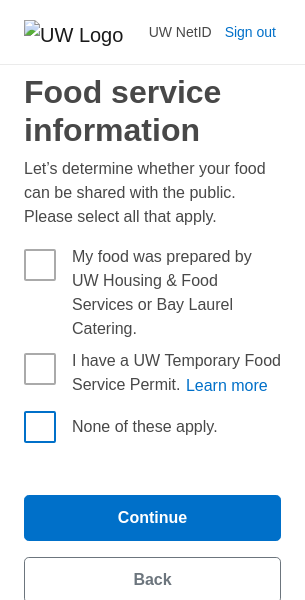 UW Logo UW NetID Sign out
Food service
information
Let’s determine whether your food
can be shared with the public.
Please select all that apply.
My food was prepared by
UW Housing & Food
Services or Bay Laurel
Catering.
I have a UW Temporary Food
Service Permit. Learn more
None of these apply.
Continue
Back